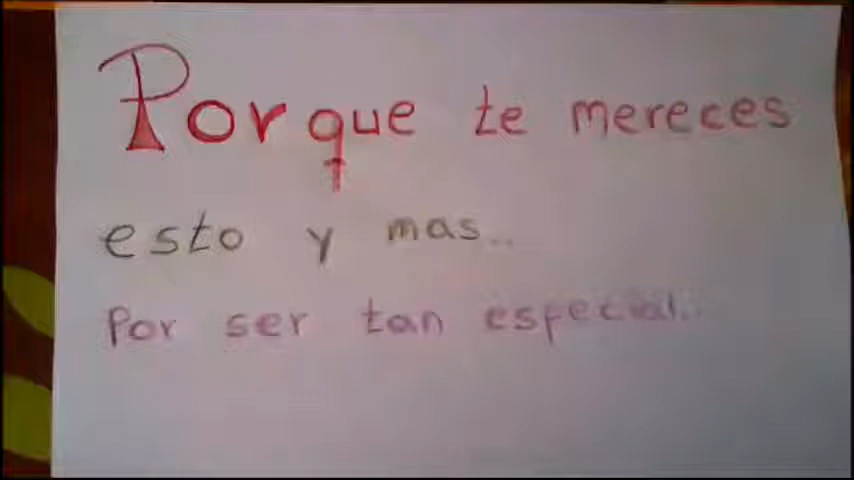 Porque te mereces
esto y mas..
Por ser tan especial...